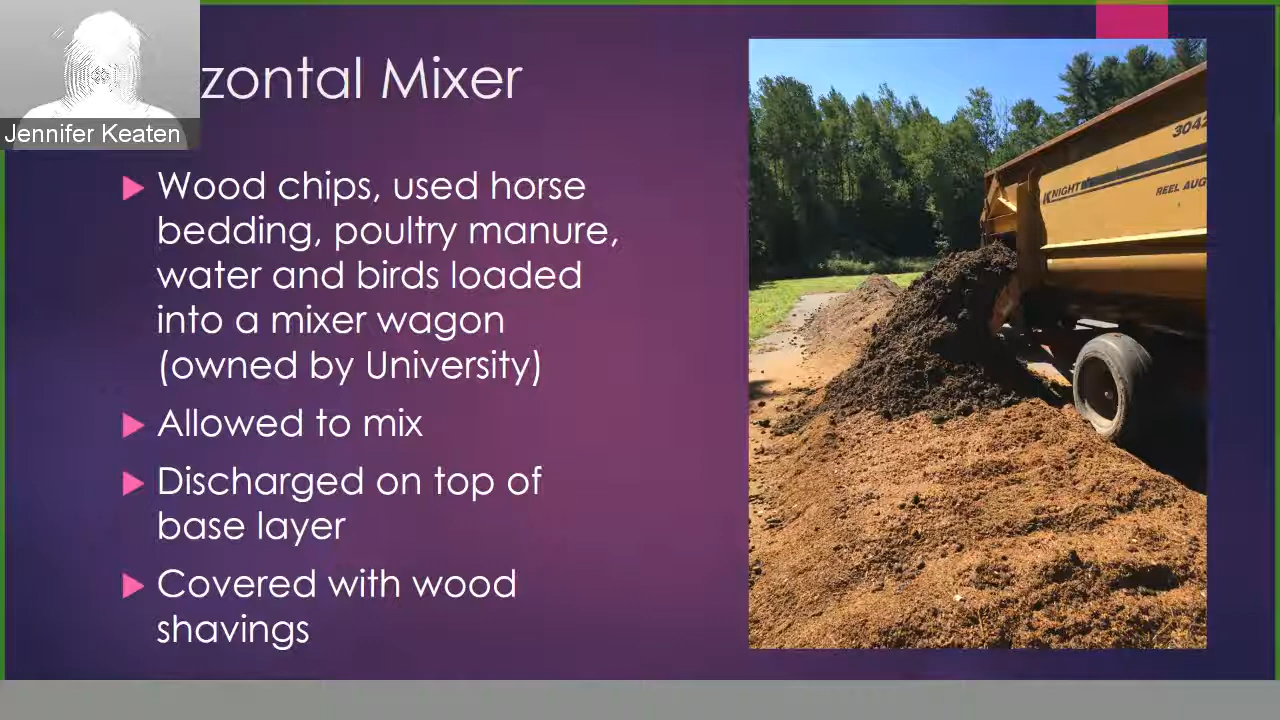 zontal Mixer
Jennifer Keaten
Wood chips, used horse
bedding, poultry manure,
water and birds loaded
into a mixer wagon
(owned by University)
Allowed to mix
Discharged on top of
base layer
Covered with wood
shavings
3042
KNIGHT
REEL AUG